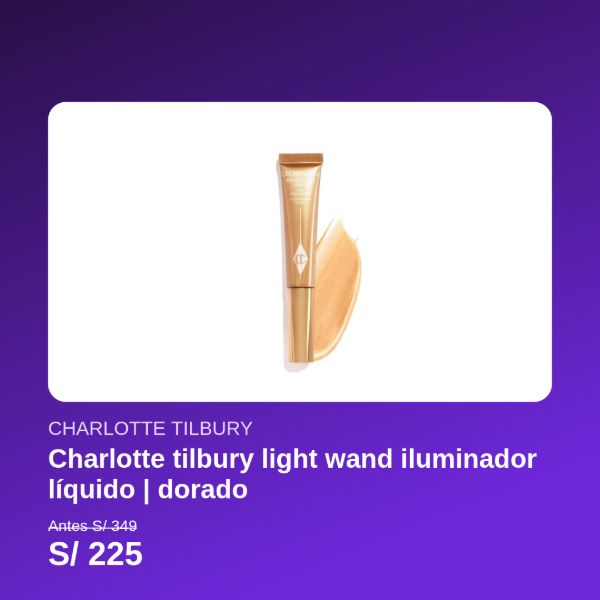 CHARLOTTE TILBURY
Charlotte tilbury light wand iluminador
líquido | dorado
Antes S/ 349
S/ 225